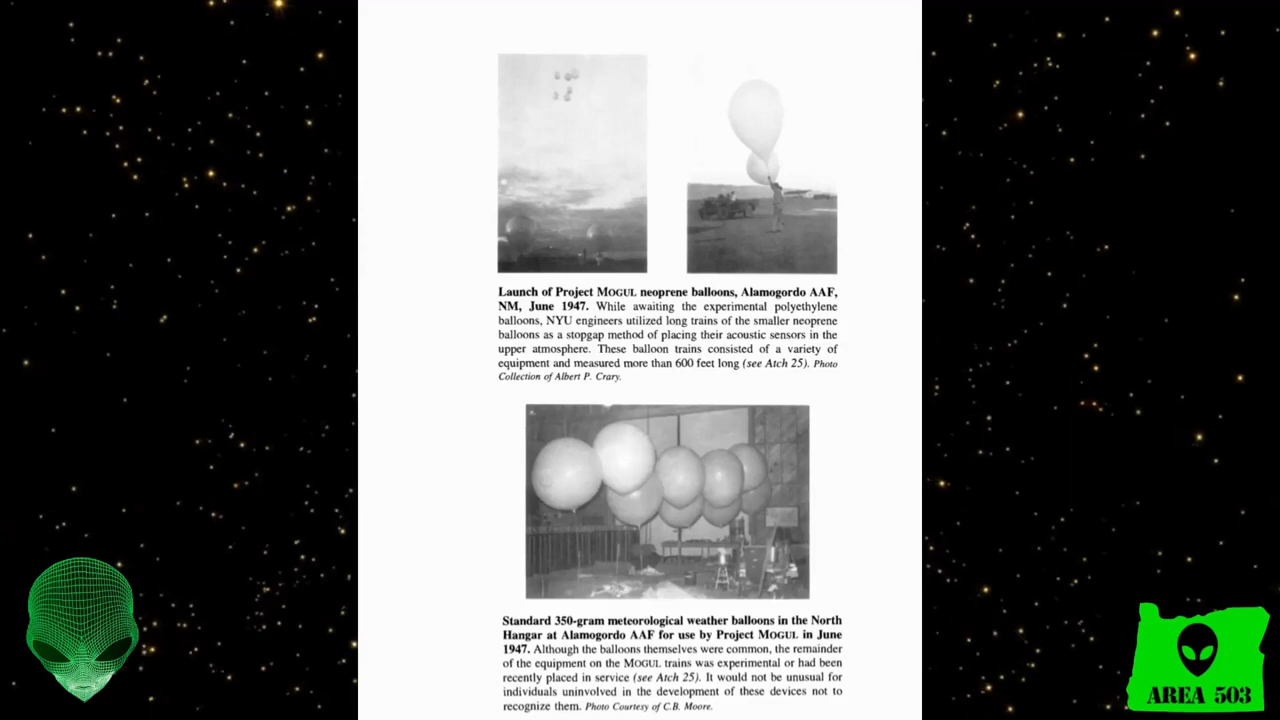 Launch of Project MOGUL neoprene balloons, Alamogordo AAF,
NM, June 1947. While awaiting the experimental polyethylene
balloons, NYU engineers utilized long trains of the smaller neoprene
balloons as a stopgap method of placing their acoustic sensors in the
upper atmosphere. These balloon trains consisted of a variety of
equipment and measured more than 600 feet long (see Atch 25). Photo
Collection of Albert P. Crary.
Standard 350-gram meteorological weather balloons in the North
Hangar at Alamogordo AAF for use by Project MOGUL in June
1947. Although the balloons themselves were common, the remainder
of the equipment on the MOGUL trains was experimental or had been
recently placed in service (see Atch 25). It would not be unusual for
individuals uninvolved in the development of these devices not to
recognize them. Photo Courtesy of C.B. Moore.
AREA 503